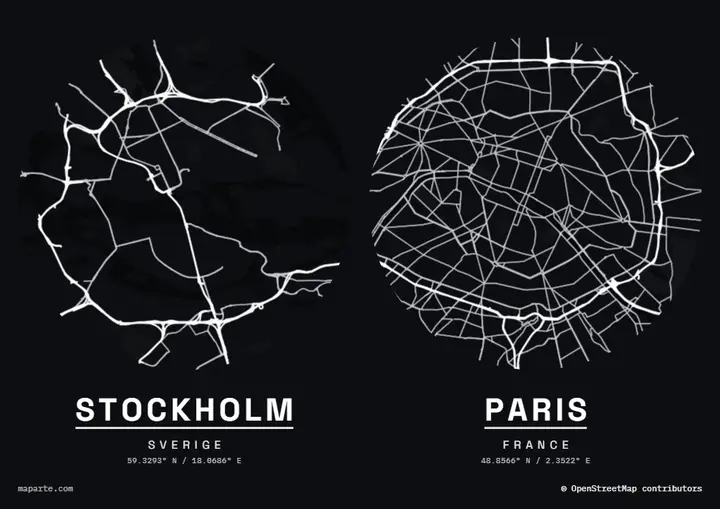 STOCKHOLM
SVERIGE
59.3293° N / 18.0686° E
PARIS
FRANCE
48.8566° N / 2.3522° E
maparte.com
© OpenStreetMap contributors